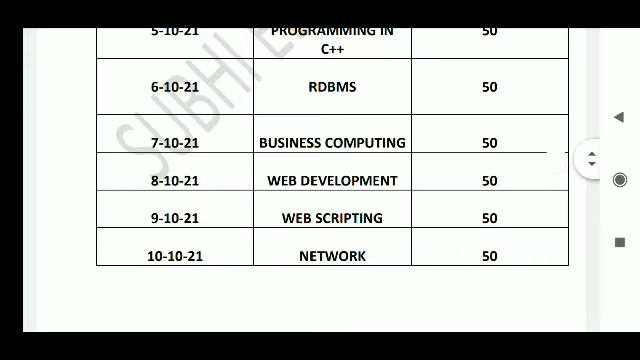 5-10-21 PROGRAMMING IN C++ 50
6-10-21 RDBMS 50
7-10-21 BUSINESS COMPUTING 50
8-10-21 WEB DEVELOPMENT 50
9-10-21 WEB SCRIPTING 50
10-10-21 NETWORK 50
SUBHI